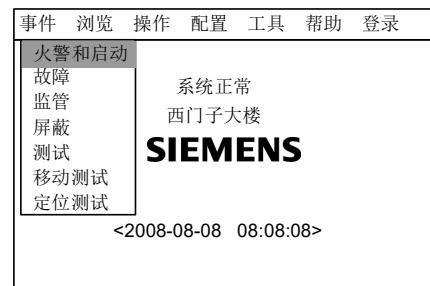 事件 浏览 操作 配置 工具 帮助 登录
火警和启动
故障
监管
屏蔽
测试
移动测试
定位测试
系统正常
西门子大楼
SIEMENS
<2008-08-08 08:08:08>